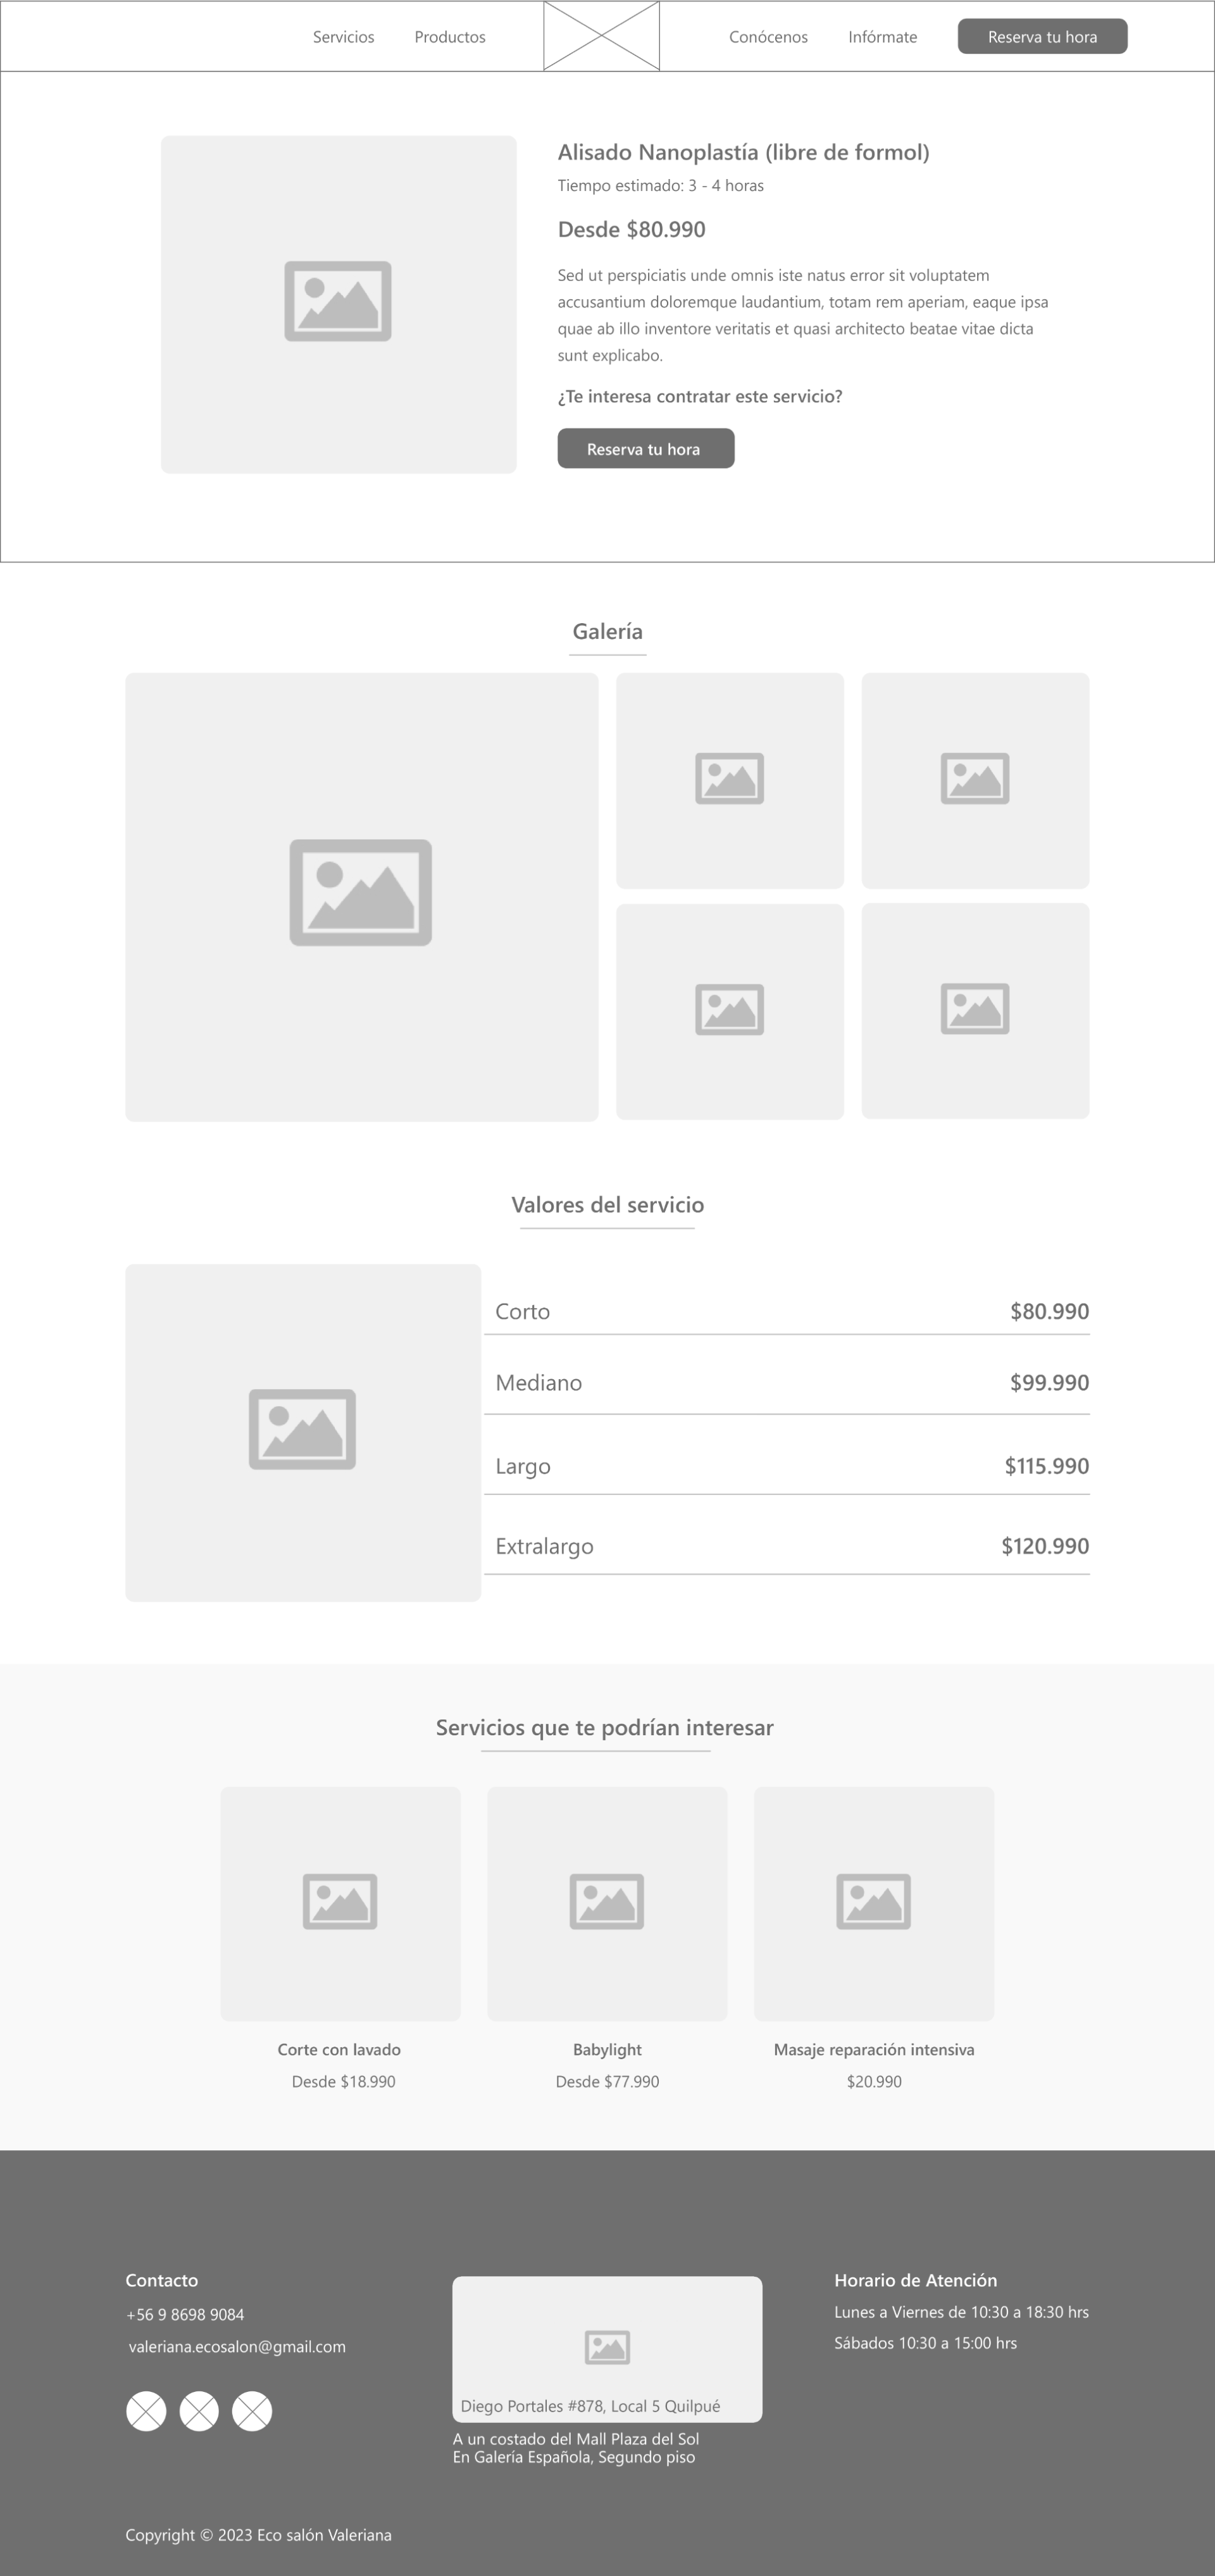 Servicios
Productos
Conócenos
Infórmate
Reserva tu hora
Alisado Nanoplastía (libre de formol)
Tiempo estimado: 3 - 4 horas
Desde $80.990
Sed ut perspiciatis unde omnis iste natus error sit voluptatem
accusantium doloremque laudantium, totam rem aperiam, eaque ipsa
quae ab illo inventore veritatis et quasi architecto beatae vitae dicta
sunt explicabo.
¿Te interesa contratar este servicio?
Reserva tu hora
Galería
Valores del servicio
Corto $80.990
Mediano $99.990
Largo $115.990
Extralargo $120.990
Servicios que te podrían interesar
Corte con lavado
Desde $18.990
Babylight
Desde $77.990
Masaje reparación intensiva
$20.990
Contacto
+56 9 8698 9084
valeriana.ecosalon@gmail.com
Diego Portales #878, Local 5 Quilpué
A un costado del Mall Plaza del Sol
En Galería Española, Segundo piso
Horario de Atención
Lunes a Viernes de 10:30 a 18:30 hrs
Sábados 10:30 a 15:00 hrs
Copyright © 2023 Eco salón Valeriana